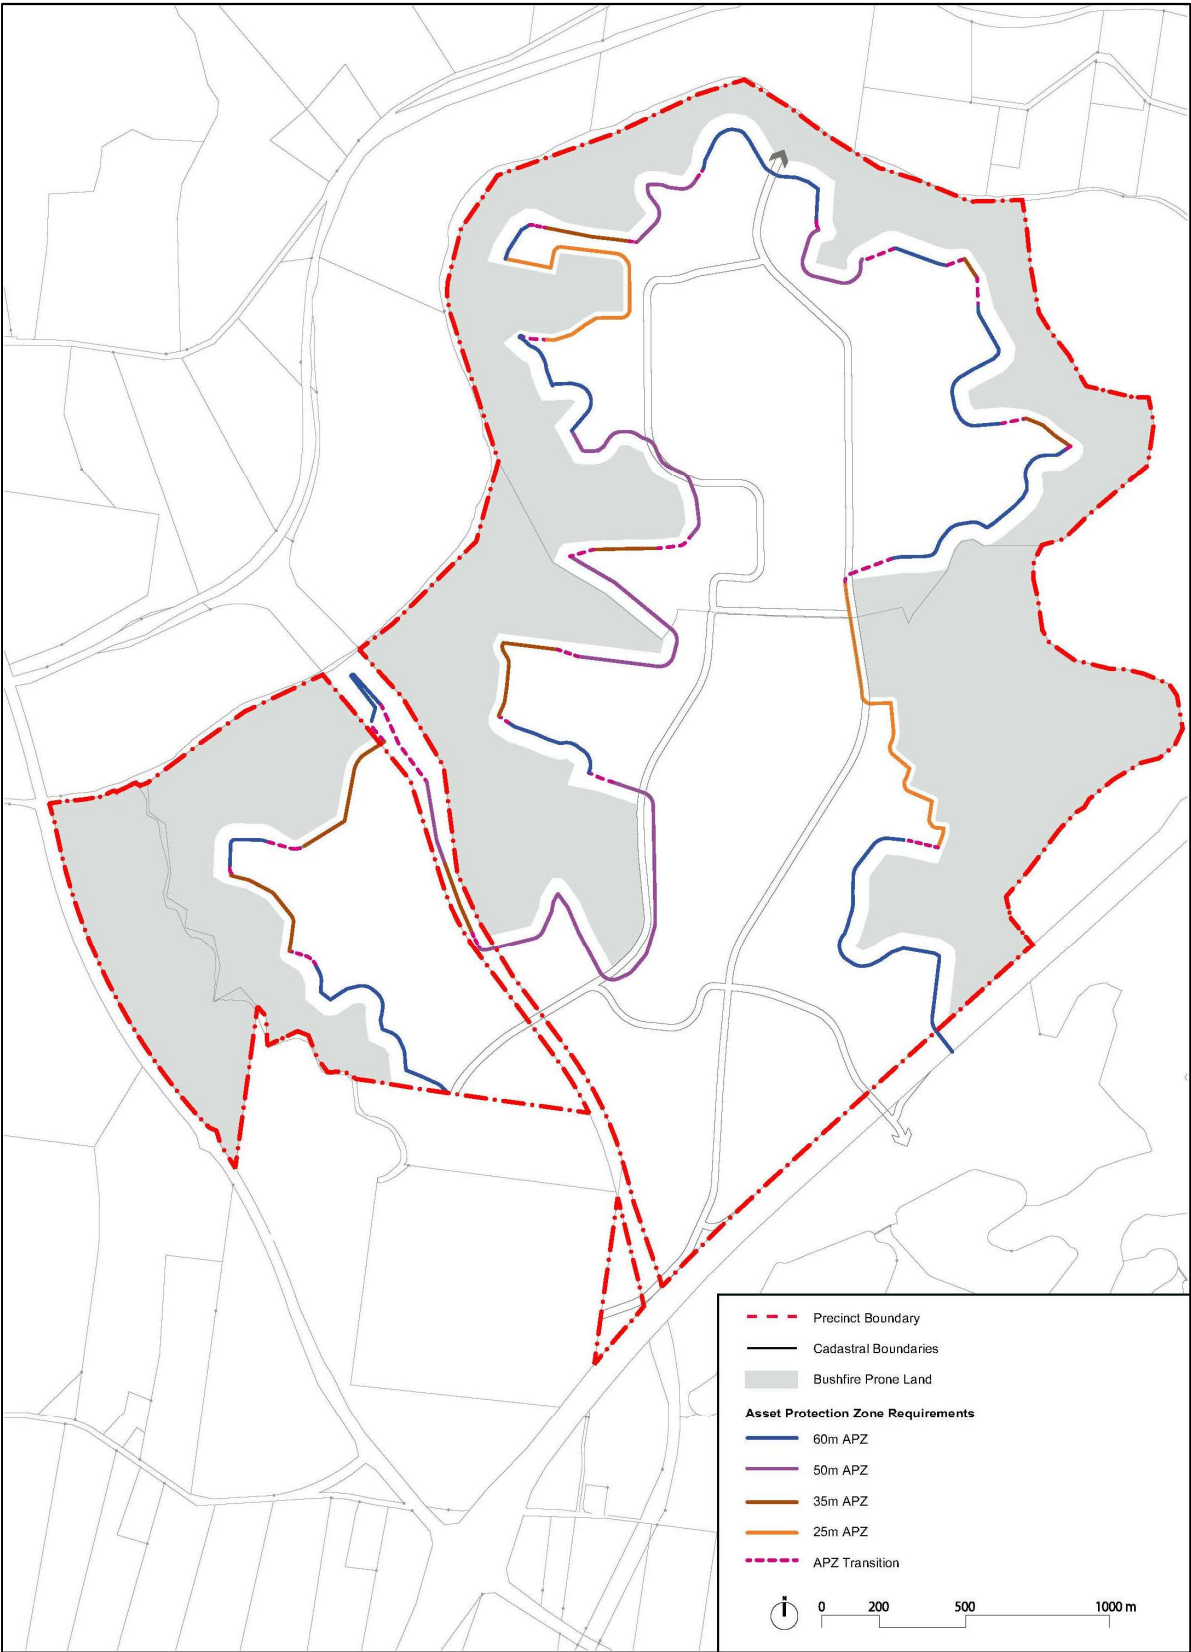 Precinct Boundary
Cadastral Boundaries
Bushfire Prone Land
Asset Protection Zone Requirements
60m APZ
50m APZ
35m APZ
25m APZ
APZ Transition
0 200 500 1000 m